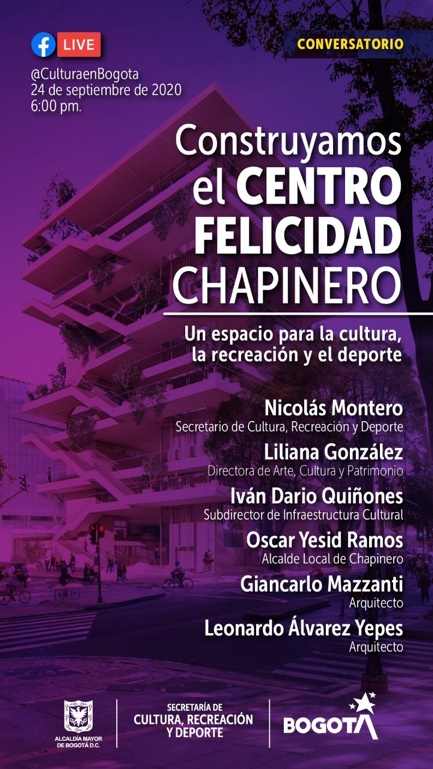 LIVE
CONVERSATORIO
@CulturaenBogota
24 de septiembre de 2020
6:00 pm.
Construyamos
el CENTRO
FELICIDAD
CHAPINERO
Un espacio para la cultura,
la recreación y el deporte
Nicolás Montero
Secretario de Cultura, Recreación y Deporte
Liliana González
Directora de Arte, Cultura y Patrimonio
Iván Dario Quiñones
Subdirector de Infraestructura Cultural
Oscar Yesid Ramos
Alcalde Local de Chapinero
Giancarlo Mazzanti
Arquitecto
Leonardo Álvarez Yepes
Arquitecto
ALCALDÍA MAYOR
DE BOGOTÁ D.C.
SECRETARÍA DE
CULTURA, RECREACIÓN
Y DEPORTE
BOGOTÁ